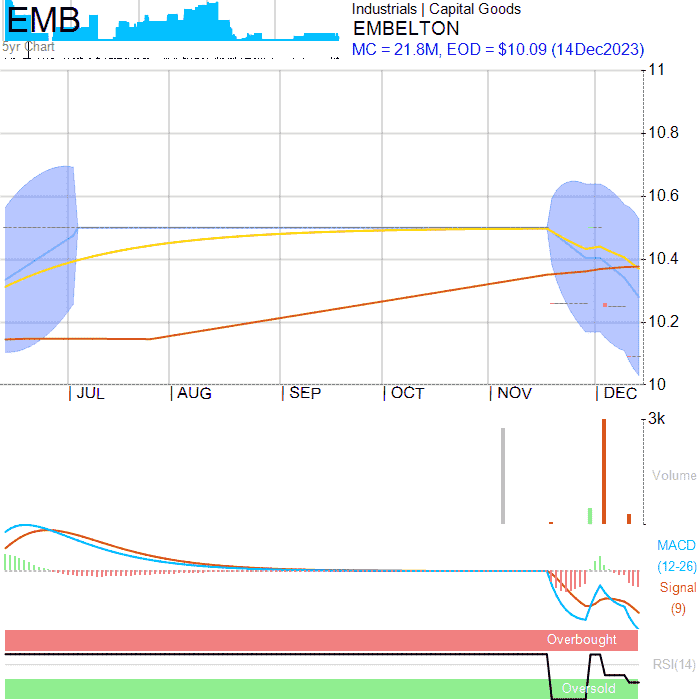 EMB
5yr Chart
Industrials | Capital Goods
EMBELTON
MC = 21.8M, EOD = $10.09 (14Dec2023)
11
10.8
10.6
10.4
10.2
10
JUL AUG SEP OCT NOV DEC
3k
Volume
MACD
(12-26)
Signal
(9)
Overbought
RSI(14)
Oversold